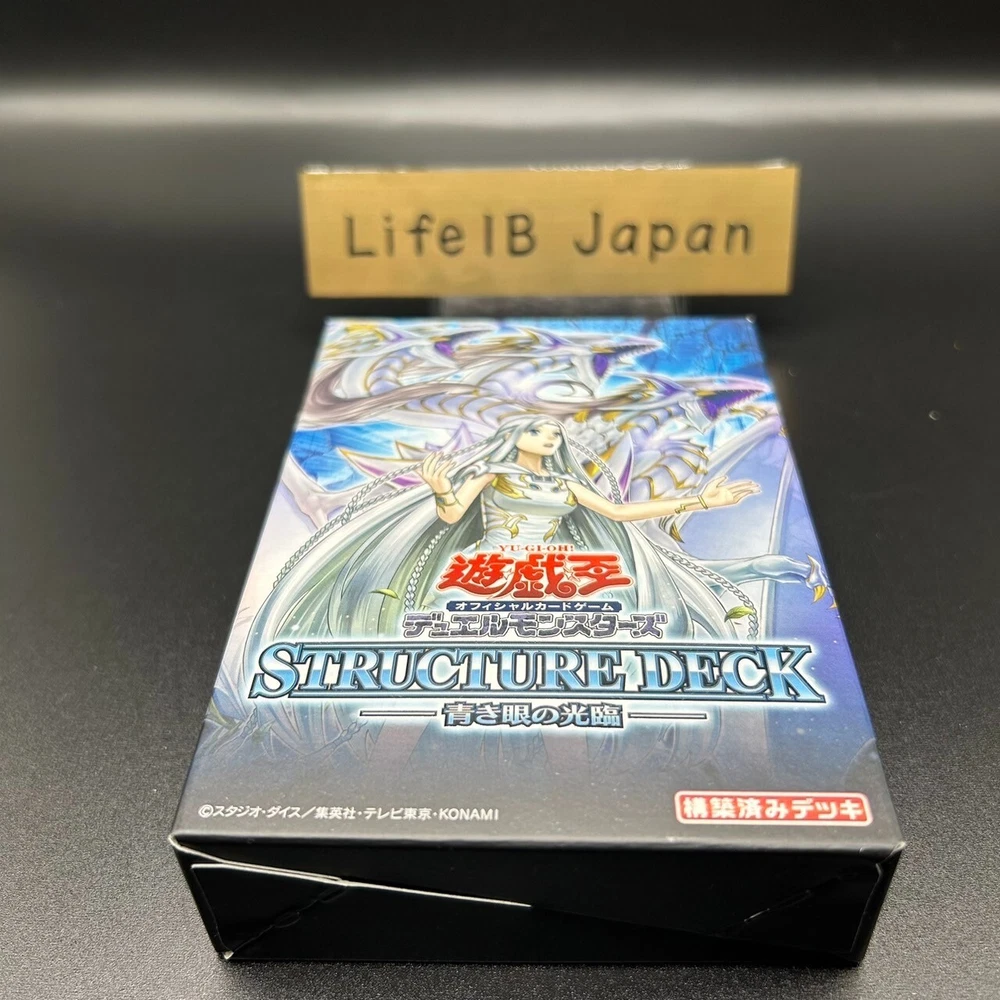 Life1B Japan
YU-GI-OH!
遊戯王
オフィシャルカードゲーム
デュエルモンスターズ
STRUCTURE DECK
青き眼の光臨
©スタジオ・ダイス/集英社・テレビ東京・KONAMI
構築済みデッキ